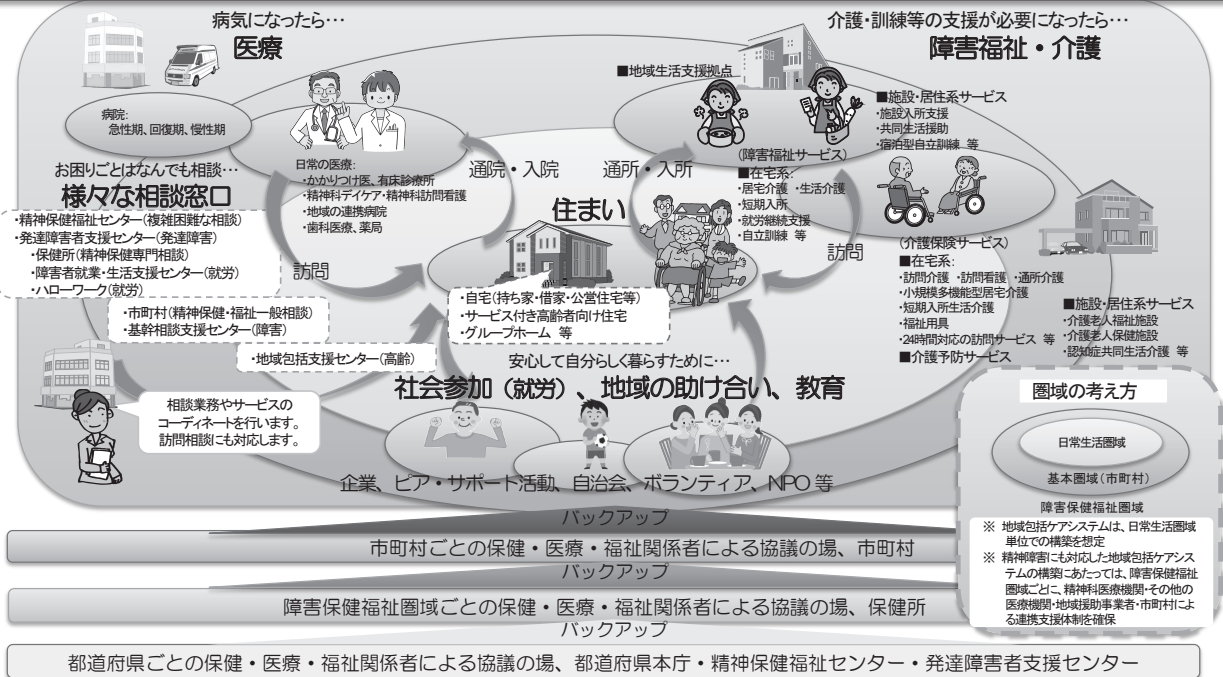 病気になったら…
医療
病院:
急性期、回復期、慢性期
日常の医療:
・かかりつけ医、有床診療所
・精神科デイケア・精神科訪問看護
・地域の連携病院
・歯科医療、薬局
お困りごとはなんでも相談…
様々な相談窓口
・精神保健福祉センター(複雑困難な相談)
・発達障害者支援センター(発達障害)
・保健所(精神保健専門相談)
・障害者就業・生活支援センター(就労)
・ハローワーク(就労)
・市町村(精神保健・福祉一般相談)
・基幹相談支援センター(障害)
・地域包括支援センター(高齢)
相談業務やサービスの
コーディネートを行います。
訪問相談にも対応します。
訪問
通院・入院
通所・入所
訪問
住まい
・自宅(持ち家・借家・公営住宅等)
・サービス付き高齢者向け住宅
・グループホーム 等
介護・訓練等の支援が必要になったら…
障害福祉・介護
■地域生活支援拠点
■施設・居住系サービス
・施設入所支援
・共同生活援助
・宿泊型自立訓練 等
(障害福祉サービス)
■在宅系:
・居宅介護 ・生活介護
・短期入所
・就労継続支援
・自立訓練 等
(介護保険サービス)
■在宅系:
・訪問介護 ・訪問看護 ・通所介護
・小規模多機能型居宅介護
・短期入所生活介護
・福祉用具
・24時間対応の訪問サービス 等
■介護予防サービス
■施設・居住系サービス
・介護老人福祉施設
・介護老人保健施設
・認知症共同生活介護 等
安心して自分らしく暮らすために…
社会参加(就労)、地域の助け合い、教育
企業、ピア・サポート活動、自治会、ボランティア、NPO 等
圏域の考え方
日常生活圏域
基本圏域(市町村)
障害保健福祉圏域
※ 地域包括ケアシステムは、日常生活圏域
単位での構築を想定
※ 精神障害にも対応した地域包括ケアシス
テムの構築にあたっては、障害保健福祉
圏域ごとに、精神科医療機関・その他の
医療機関・地域援助事業者・市町村によ
る連携支援体制を確保
バックアップ
市町村ごとの保健・医療・福祉関係者による協議の場、市町村
バックアップ
障害保健福祉圏域ごとの保健・医療・福祉関係者による協議の場、保健所
バックアップ
都道府県ごとの保健・医療・福祉関係者による協議の場、都道府県本庁・精神保健福祉センター・発達障害者支援センター